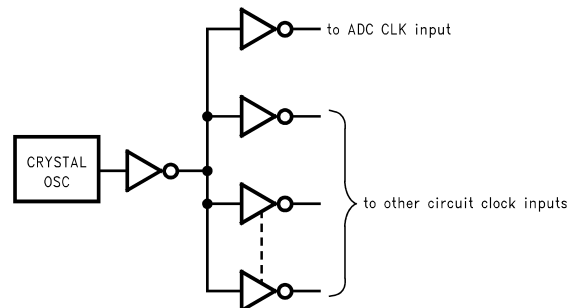 to ADC CLK input
CRYSTAL
OSC
to other circuit clock inputs